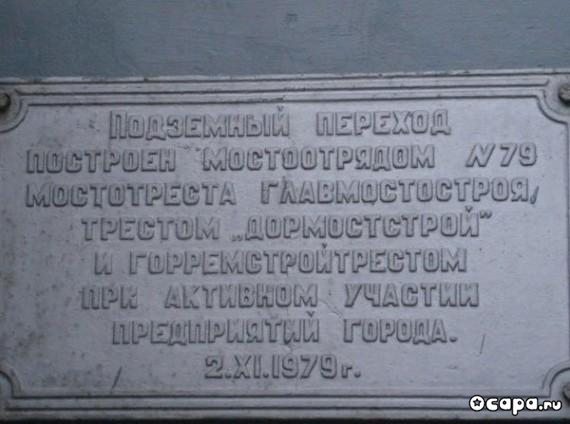 Подземный переход
построен мостоотрядом №79
Мостотреста Главмостостроя,
трестом „Дормостстрой"
и Горремстройтрестом
при активном участии
предприятий города.
2.XI.1979г.
Осара.ru